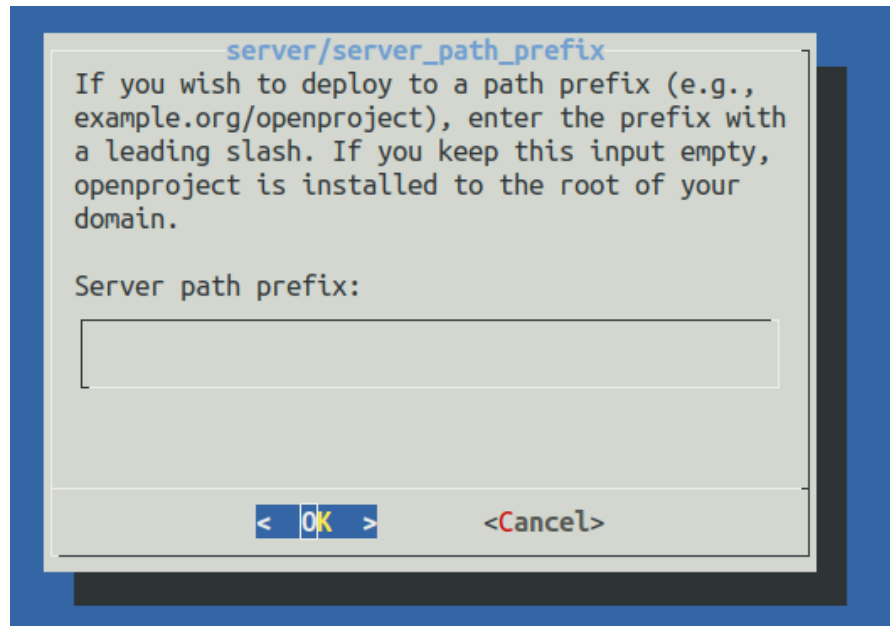 server/server_path_prefix
If you wish to deploy to a path prefix (e.g.,
example.org/openproject), enter the prefix with
a leading slash. If you keep this input empty,
openproject is installed to the root of your
domain.
Server path prefix:
<  OK  > <Cancel>